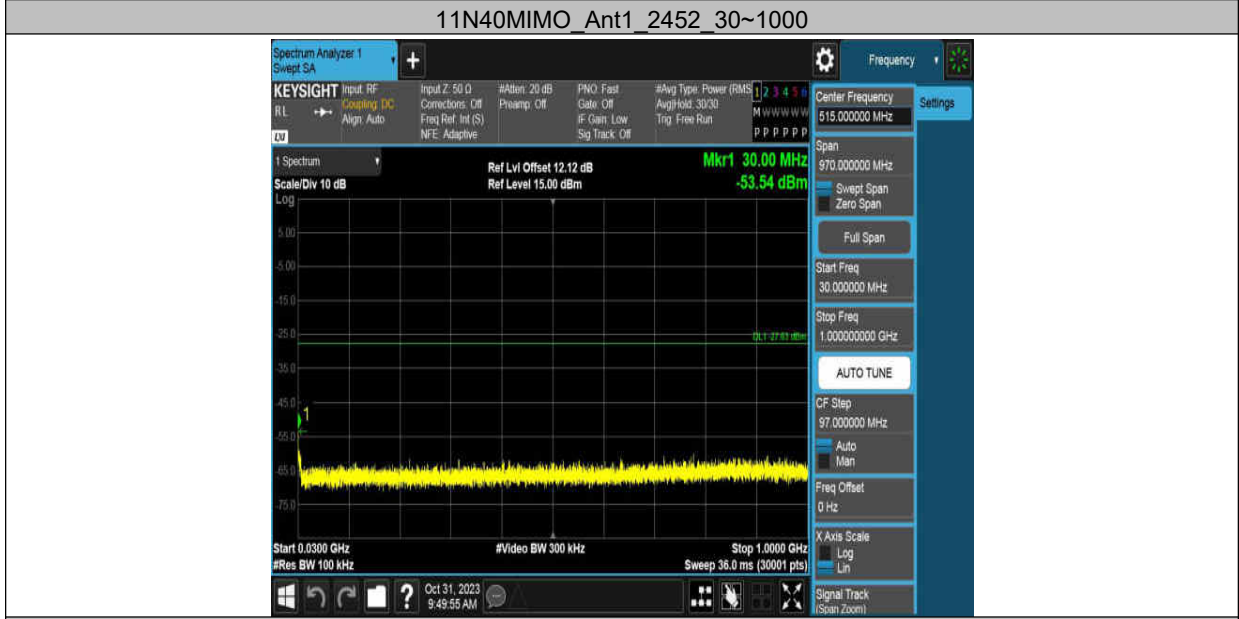 11N40MIMO_Ant1_2452_30~1000
Spectrum Analyzer 1
Swept SA
+
Frequency
KEYSIGHT
RL
LXI
Input: RF
Coupling: DC
Align: Auto
Input Z: 50 Ω
Corrections: Off
Freq Ref: Int (S)
NFE: Adaptive
#Atten: 20 dB
Preamp: Off
PNO: Fast
Gate: Off
IF Gain: Low
Sig Track: Off
#Avg Type: Power (RMS
Avg|Hold: 30/30
Trig: Free Run
1 2 3 4 5 6
M W W W W W
P P P P P P
Center Frequency
515.000000 MHz
Settings
Span
970.000000 MHz
Swept Span
Zero Span
Full Span
Start Freq
30.000000 MHz
Stop Freq
1.000000000 GHz
AUTO TUNE
CF Step
97.000000 MHz
Auto
Man
Freq Offset
0 Hz
X Axis Scale
Log
Lin
Signal Track
(Span Zoom)
1 Spectrum
Scale/Div 10 dB
Log
Ref Lvl Offset 12.12 dB
Ref Level 15.00 dBm
Mkr1 30.00 MHz
-53.54 dBm
5.00
-5.00
-15.0
-25.0
DL1 -27.63 dBm
-35.0
-45.0
1
-55.0
-65.0
-75.0
Start 0.0300 GHz
#Video BW 300 kHz
Stop 1.0000 GHz
#Res BW 100 kHz
Sweep 36.0 ms (30001 pts)
?
Oct 31, 2023
9:49:55 AM